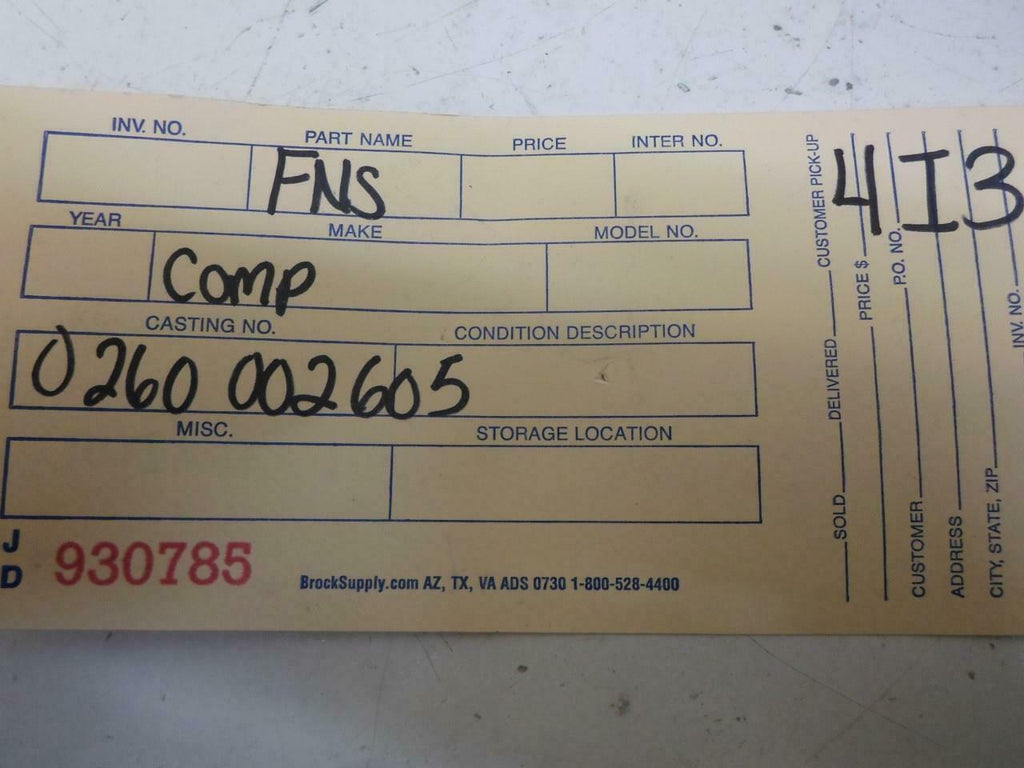 INV. NO. PART NAME PRICE INTER NO.
FNS
YEAR MAKE MODEL NO.
Comp
CASTING NO. CONDITION DESCRIPTION
0260 002605
MISC. STORAGE LOCATION
J
D
930785
BrockSupply.com AZ, TX, VA ADS 0730 1-800-528-4400
4I3
SOLD DELIVERED CUSTOMER PICK-UP
PRICE $
CUSTOMER P.O. NO.
ADDRESS
CITY, STATE, ZIP
INV. NO.